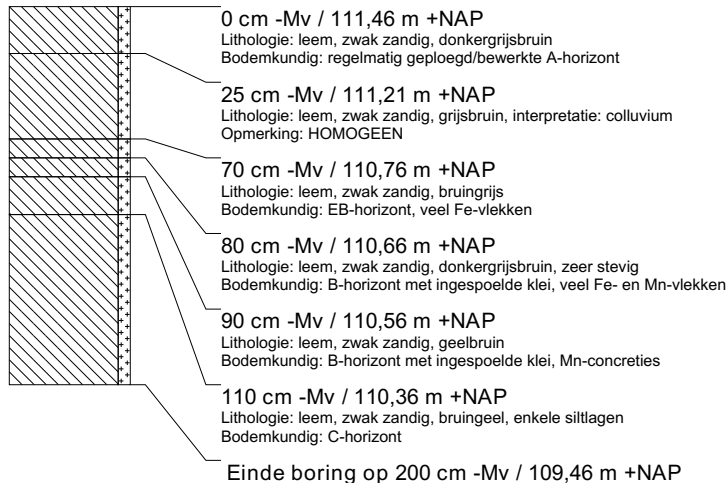 0 cm -Mv / 111,46 m +NAP
Lithologie: leem, zwak zandig, donkergrijsbruin
Bodemkundig: regelmatig geploegd/bewerkte A-horizont
25 cm -Mv / 111,21 m +NAP
Lithologie: leem, zwak zandig, grijsbruin, interpretatie: colluvium
Opmerking: HOMOGEEN
70 cm -Mv / 110,76 m +NAP
Lithologie: leem, zwak zandig, bruingrijs
Bodemkundig: EB-horizont, veel Fe-vlekken
80 cm -Mv / 110,66 m +NAP
Lithologie: leem, zwak zandig, donkergrijsbruin, zeer stevig
Bodemkundig: B-horizont met ingespoelde klei, veel Fe- en Mn-vlekken
90 cm -Mv / 110,56 m +NAP
Lithologie: leem, zwak zandig, geelbruin
Bodemkundig: B-horizont met ingespoelde klei, Mn-concreties
110 cm -Mv / 110,36 m +NAP
Lithologie: leem, zwak zandig, bruingeel, enkele siltlagen
Bodemkundig: C-horizont
Einde boring op 200 cm -Mv / 109,46 m +NAP